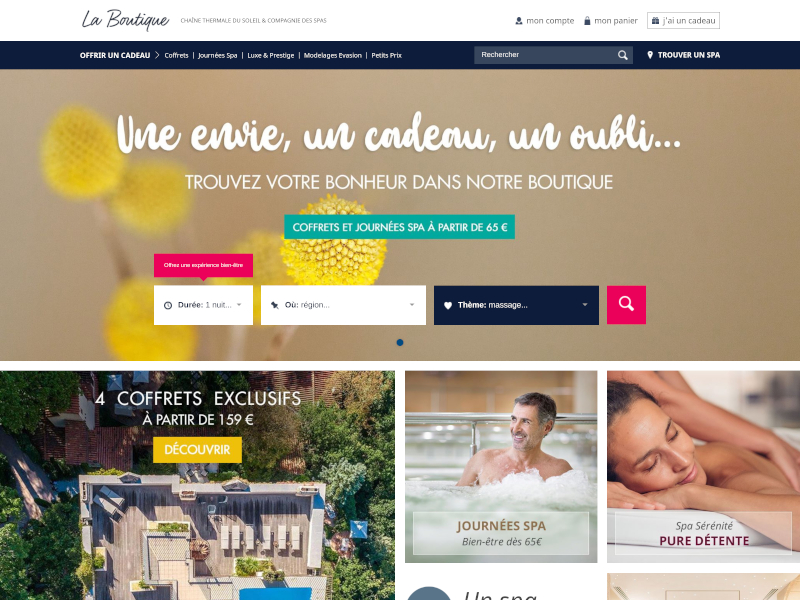 La Boutique
CHAÎNE THERMALE DU SOLEIL & COMPAGNIE DES SPAS
mon compte
mon panier
j'ai un cadeau
OFFRIR UN CADEAU
Coffrets | Journées Spa | Luxe & Prestige | Modelages Evasion | Petits Prix
Rechercher
TROUVER UN SPA
Une envie, un cadeau, un oubli...
TROUVEZ VOTRE BONHEUR DANS NOTRE BOUTIQUE
COFFRETS ET JOURNÉES SPA À PARTIR DE 65 €
Offrez une expérience bien-être
Durée: 1 nuit...
Où: région...
Thème: massage...
4 COFFRETS EXCLUSIFS
À PARTIR DE 159 €
DÉCOUVRIR
JOURNÉES SPA
Bien-être dès 65€
Spa Sérénité
PURE DÉTENTE
Un spa